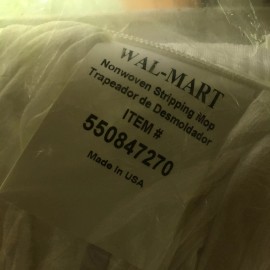 WAL-MART
Nonwoven Stripping Mop
Trapeador de Desmoldador
ITEM #
550847270
Made In USA